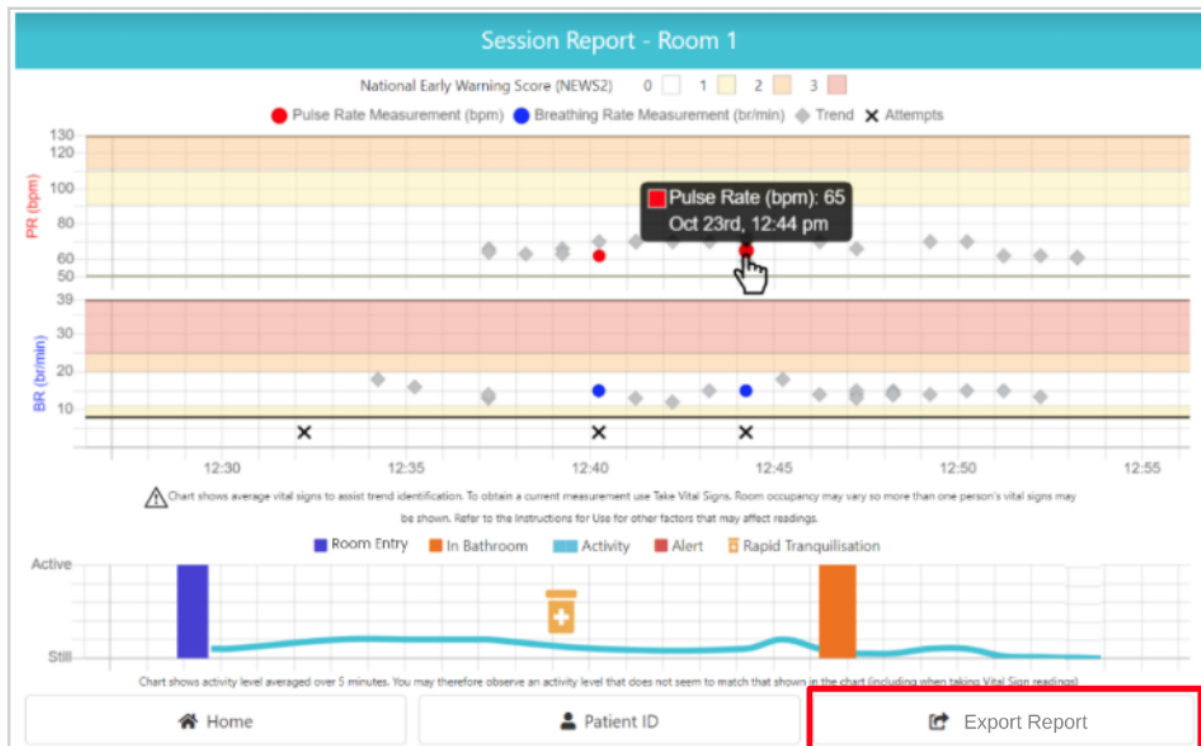 Session Report - Room 1
National Early Warning Score (NEWS2) 0 1 2 3
Pulse Rate Measurement (bpm) Breathing Rate Measurement (br/min) Trend Attempts
130
120
100
80
60
50
PR (bpm)
Pulse Rate (bpm): 65
Oct 23rd, 12:44 pm
39
30
20
10
BR (br/min)
12:30 12:35 12:40 12:45 12:50 12:55
Chart shows average vital signs to assist trend identification. To obtain a current measurement use Take Vital Signs. Room occupancy may vary so more than one person's vital signs may
be shown. Refer to the Instructions for Use for other factors that may affect readings.
Room Entry In Bathroom Activity Alert Rapid Tranquilisation
Active
Still
Chart shows activity level averaged over 5 minutes. You may therefore observe an activity level that does not seem to match that shown in the chart (including when taking Vital Sign readings)
Home Patient ID Export Report